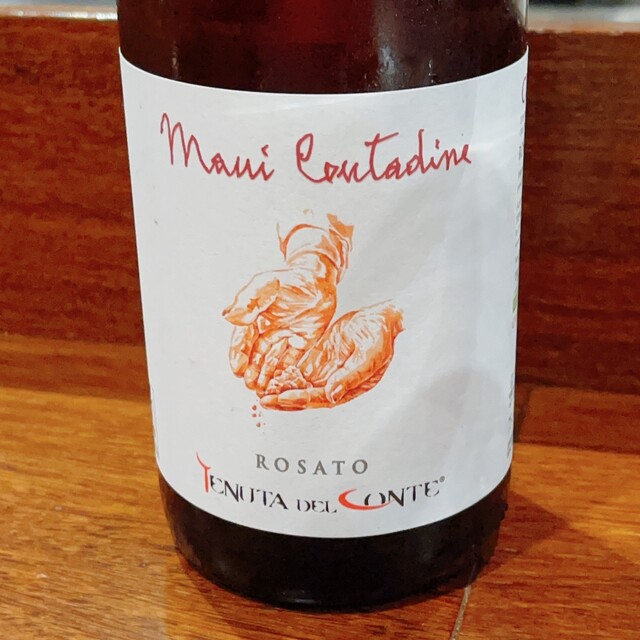 Mani Contadine
ROSATO
TENUTA DEL CONTE®